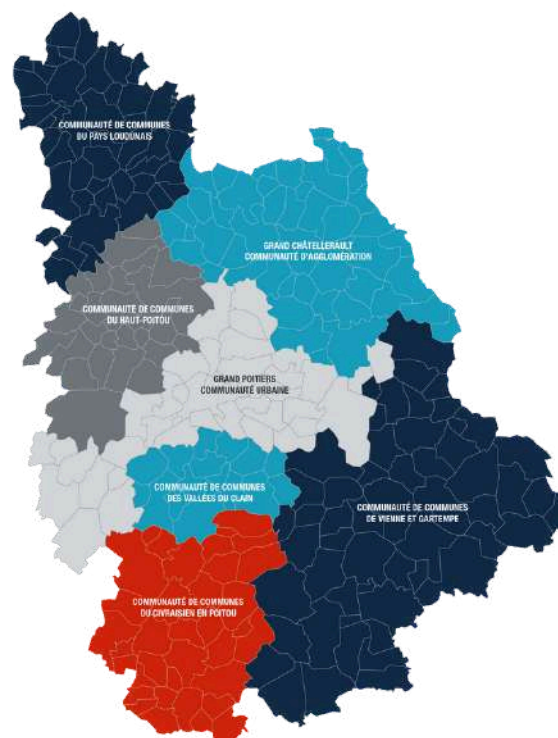 COMMUNAUTÉ DE COMMUNES
DU PAYS LOUDUNAIS
GRAND CHÂTELLERAULT
COMMUNAUTÉ D'AGGLOMÉRATION
COMMUNAUTÉ DE COMMUNES
DU HAUT-POITOU
GRAND POITIERS
COMMUNAUTÉ URBAINE
COMMUNAUTÉ DE COMMUNES
DES VALLÉES DU CLAIN
COMMUNAUTÉ DE COMMUNES
DE VIENNE ET GARTEMPE
COMMUNAUTÉ DE COMMUNES
DU CIVRAISIEN EN POITOU